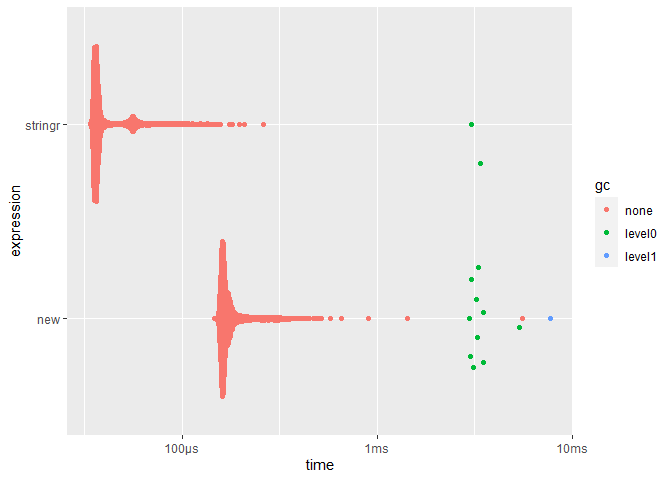 stringr
new
expression
100µs
1ms
10ms
time
gc
none
level0
level1